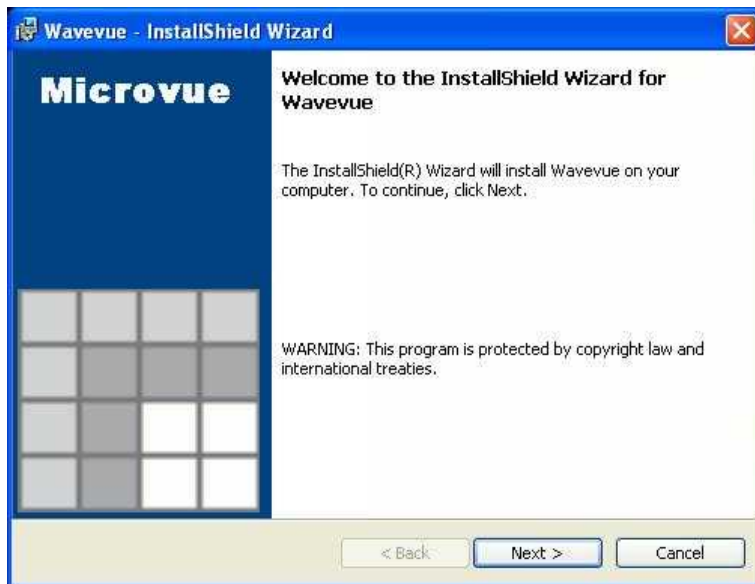 Wavevue - InstallShield Wizard
Microvue
Welcome to the InstallShield Wizard for
Wavevue
The InstallShield(R) Wizard will install Wavevue on your
computer. To continue, click Next.
WARNING: This program is protected by copyright law and
international treaties.
< Back
Next >
Cancel